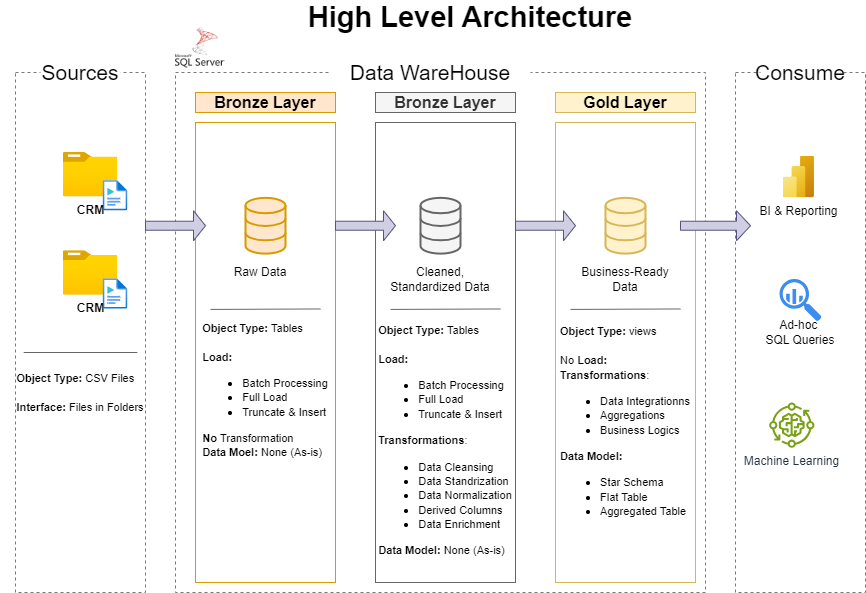 High Level Architecture
Microsoft
SQL Server
Sources
Data WareHouse
Consume
Bronze Layer
Bronze Layer
Gold Layer
CRM
CRM
Object Type: CSV Files
Interface: Files in Folders
Raw Data
Object Type: Tables
Load:
Batch Processing
Full Load
Truncate & Insert
No Transformation
Data Moel: None (As-is)
Cleaned,
Standardized Data
Object Type: Tables
Load:
Batch Processing
Full Load
Truncate & Insert
Transformations:
Data Cleansing
Data Standrization
Data Normalization
Derived Columns
Data Enrichment
Data Model: None (As-is)
Business-Ready
Data
Object Type: views
No Load:
Transformations:
Data Integrationns
Aggregations
Business Logics
Data Model:
Star Schema
Flat Table
Aggregated Table
BI & Reporting
Ad-hoc
SQL Queries
Machine Learning